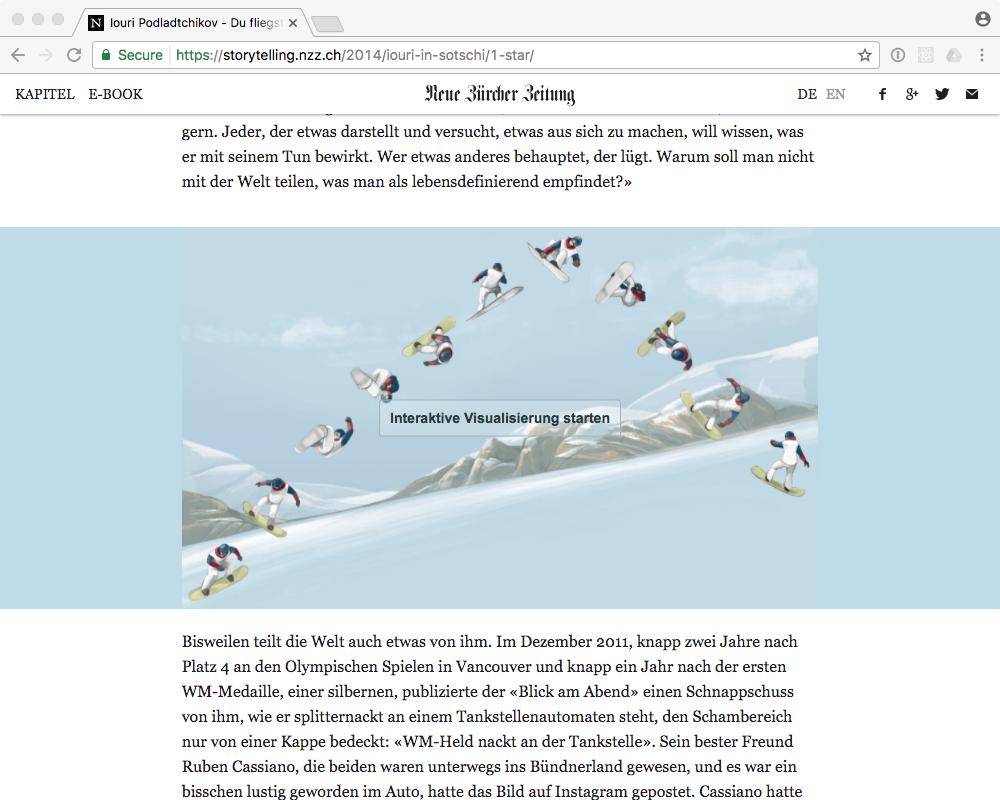 Iouri Podladtchikov - Du fliegst
Secure https://storytelling.nzz.ch/2014/iouri-in-sotschi/1-star/
KAPITEL E-BOOK Neue Zürcher Zeitung DE EN
gern. Jeder, der etwas darstellt und versucht, etwas aus sich zu machen, will wissen, was
er mit seinem Tun bewirkt. Wer etwas anderes behauptet, der lügt. Warum soll man nicht
mit der Welt teilen, was man als lebensdefinierend empfindet?»
Interaktive Visualisierung starten
Bisweilen teilt die Welt auch etwas von ihm. Im Dezember 2011, knapp zwei Jahre nach
Platz 4 an den Olympischen Spielen in Vancouver und knapp ein Jahr nach der ersten
WM-Medaille, einer silbernen, publizierte der «Blick am Abend» einen Schnappschuss
von ihm, wie er splitternackt an einem Tankstellenautomaten steht, den Schambereich
nur von einer Kappe bedeckt: «WM-Held nackt an der Tankstelle». Sein bester Freund
Ruben Cassiano, die beiden waren unterwegs ins Bündnerland gewesen, und es war ein
bisschen lustig geworden im Auto, hatte das Bild auf Instagram gepostet. Cassiano hatte